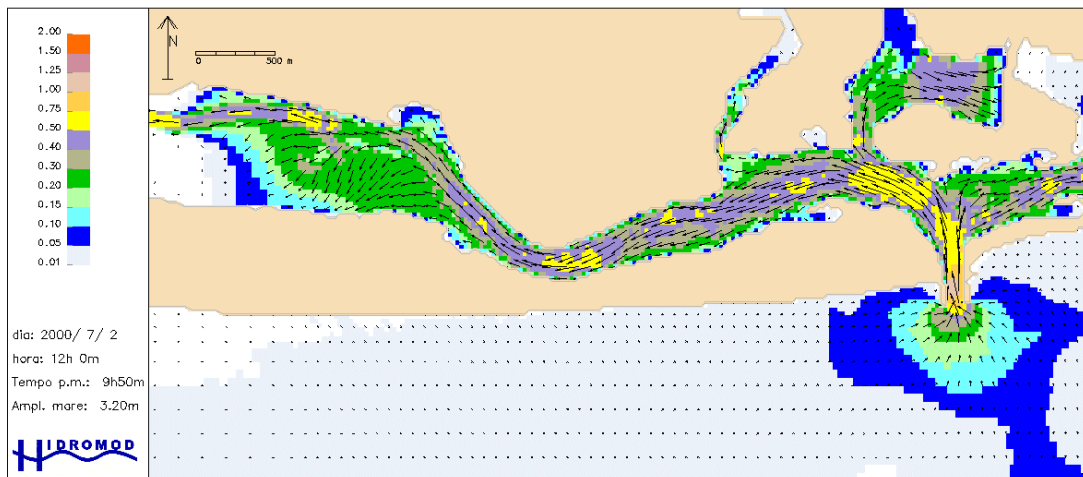 2.00
1.50
1.25
1.00
0.75
0.50
0.40
0.30
0.20
0.10
0.05
0.01
N
0 500 m
dia: 2000/ 7/ 2
hora: 12h 0m
Tempo p.m.: 9h50m
Ampl. mare: 3.20m
HIDROMOD